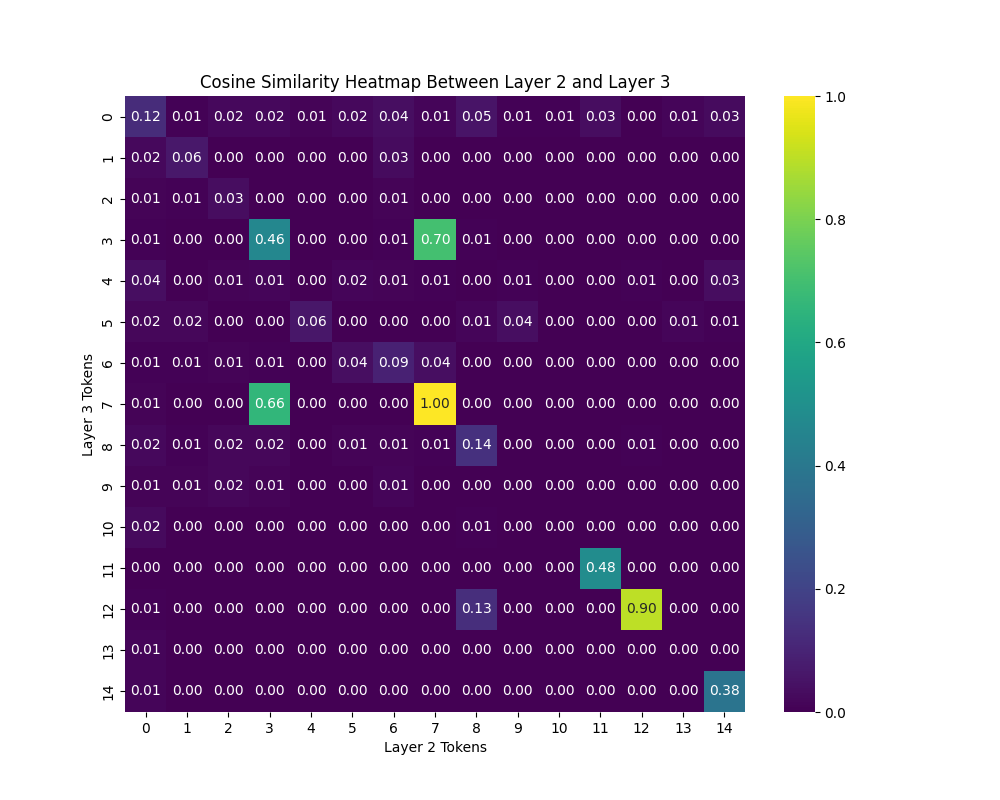 Cosine Similarity Heatmap Between Layer 2 and Layer 3
0 0.12 0.01 0.02 0.02 0.01 0.02 0.04 0.01 0.05 0.01 0.01 0.03 0.00 0.01 0.03
1 0.02 0.06 0.00 0.00 0.00 0.00 0.03 0.00 0.00 0.00 0.00 0.00 0.00 0.00 0.00
2 0.01 0.01 0.03 0.00 0.00 0.00 0.01 0.00 0.00 0.00 0.00 0.00 0.00 0.00 0.00
3 0.01 0.00 0.00 0.46 0.00 0.00 0.01 0.70 0.01 0.00 0.00 0.00 0.00 0.00 0.00
4 0.04 0.00 0.01 0.01 0.00 0.02 0.01 0.01 0.00 0.01 0.00 0.00 0.01 0.00 0.03
5 0.02 0.02 0.00 0.00 0.06 0.00 0.00 0.00 0.01 0.04 0.00 0.00 0.00 0.01 0.01
6 0.01 0.01 0.01 0.01 0.00 0.04 0.09 0.04 0.00 0.00 0.00 0.00 0.00 0.00 0.00
7 0.01 0.00 0.00 0.66 0.00 0.00 0.00 1.00 0.00 0.00 0.00 0.00 0.00 0.00 0.00
8 0.02 0.01 0.02 0.02 0.00 0.01 0.01 0.01 0.14 0.00 0.00 0.00 0.01 0.00 0.00
9 0.01 0.01 0.02 0.01 0.00 0.00 0.01 0.00 0.00 0.00 0.00 0.00 0.00 0.00 0.00
10 0.02 0.00 0.00 0.00 0.00 0.00 0.00 0.00 0.01 0.00 0.00 0.00 0.00 0.00 0.00
11 0.00 0.00 0.00 0.00 0.00 0.00 0.00 0.00 0.00 0.00 0.00 0.48 0.00 0.00 0.00
12 0.01 0.00 0.00 0.00 0.00 0.00 0.00 0.00 0.13 0.00 0.00 0.00 0.90 0.00 0.00
13 0.01 0.00 0.00 0.00 0.00 0.00 0.00 0.00 0.00 0.00 0.00 0.00 0.00 0.00 0.00
14 0.01 0.00 0.00 0.00 0.00 0.00 0.00 0.00 0.00 0.00 0.00 0.00 0.00 0.00 0.38
0 1 2 3 4 5 6 7 8 9 10 11 12 13 14
Layer 2 Tokens
Layer 3 Tokens
1.0
0.8
0.6
0.4
0.2
0.0